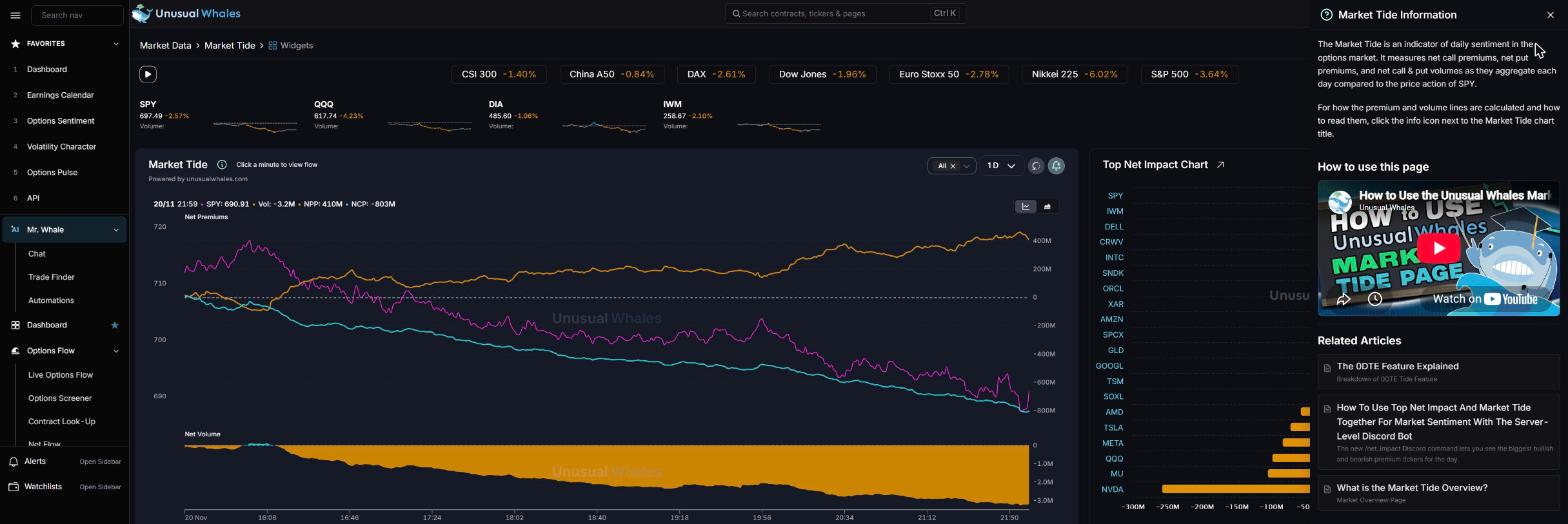 Search nav
FAVORITES
1 Dashboard
2 Earnings Calendar
3 Options Sentiment
4 Volatility Character
5 Options Pulse
6 API
AI Mr. Whale
Chat
Trade Finder
Automations
Dashboard
Options Flow
Live Options Flow
Options Screener
Contract Look-Up
Net Flow
Alerts Open Sidebar
Watchlists Open Sidebar
Unusual Whales
Search contracts, tickers & pages Ctrl K
Market Data > Market Tide > Widgets
CSI 300 -1.40% China A50 -0.84% DAX -2.61% Dow Jones -1.96% Euro Stoxx 50 -2.78% Nikkei 225 -6.02% S&P 500 -3.64%
SPY
697.49 -2.57%
Volume:
QQQ
617.74 -4.23%
Volume:
DIA
485.60 -1.06%
Volume:
IWM
258.67 -2.10%
Volume:
Market Tide Click a minute to view flow
Powered by unusualwhales.com
All × 1D
20/11 21:59 • SPY: 690.91 • Vol: -3.2M • NPP: 410M • NCP: -803M
Net Premiums
720
710
700
690
400M
200M
0
-200M
-400M
-600M
-800M
Unusual Whales
Net Volume
0
-1.0M
-2.0M
-3.0M
Unusual Whales
20 Nov 16:08 16:46 17:24 18:02 18:40 19:18 19:56 20:34 21:12 21:50
Top Net Impact Chart
SPY
IWM
DELL
CRWV
INTC
SNDK
ORCL
XAR
AMZN
SPCX
GLD
GOOGL
TSM
SOXL
AMD
TSLA
META
QQQ
MU
NVDA
Unusu
-300M -250M -200M -150M -100M -50
Market Tide Information
The Market Tide is an indicator of daily sentiment in the
options market. It measures net call premiums, net put
premiums, and net call & put volumes as they aggregate each
day compared to the price action of SPY.
For how the premium and volume lines are calculated and how
to read them, click the info icon next to the Market Tide chart
title.
How to use this page
How to Use the Unusual Whales Mar
Unusual Whales
HOW to USE
Unusual Whales
MARK
TIDE PAGE
Watch on YouTube
Related Articles
The 0DTE Feature Explained
Breakdown of 0DTE Tide Feature
How To Use Top Net Impact And Market Tide
Together For Market Sentiment With The Server-
Level Discord Bot
The new /net_impact Discord command lets you see the biggest bullish
and bearish premium tickers for the day.
What is the Market Tide Overview?
Market Overview Page